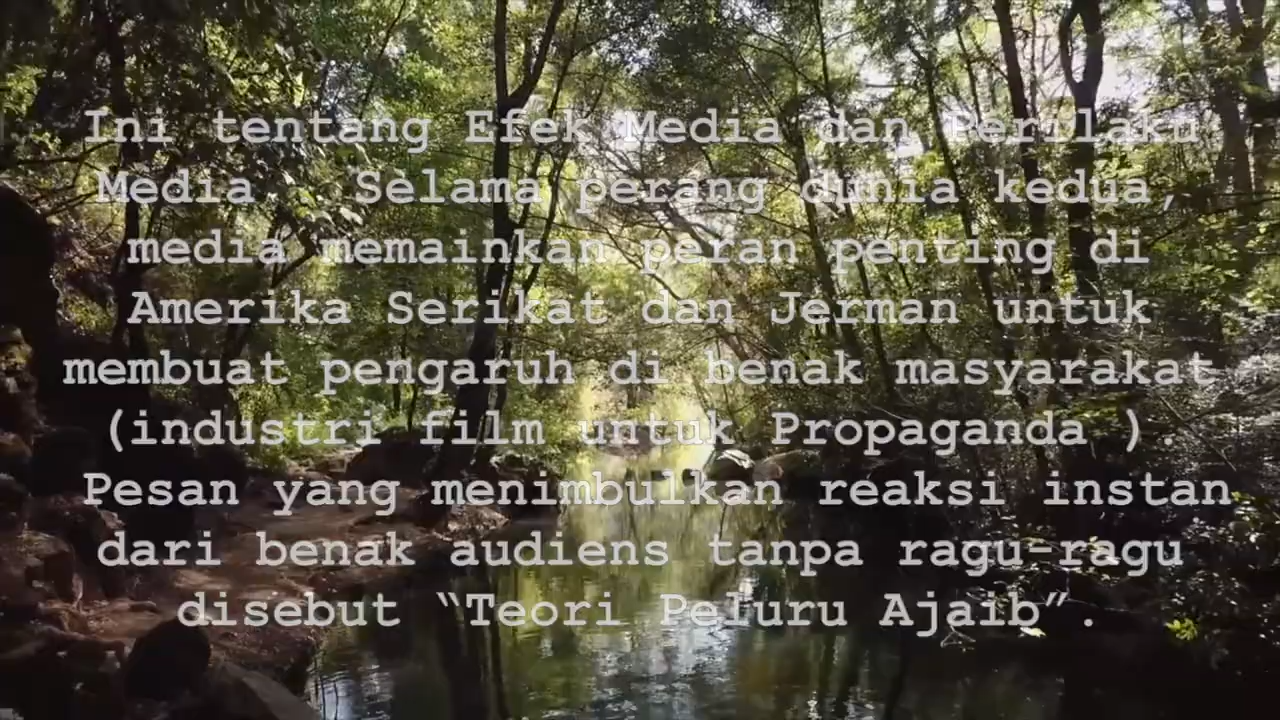 Ini tentang Efek Media dan Perilaku
Media . Selama perang dunia kedua,
media memainkan peran penting di
Amerika Serikat dan Jerman untuk
membuat pengaruh di benak masyarakat
(industri film untuk Propaganda ).
Pesan yang menimbulkan reaksi instan
dari benak audiens tanpa ragu-ragu
disebut “Teori Peluru Ajaib”.